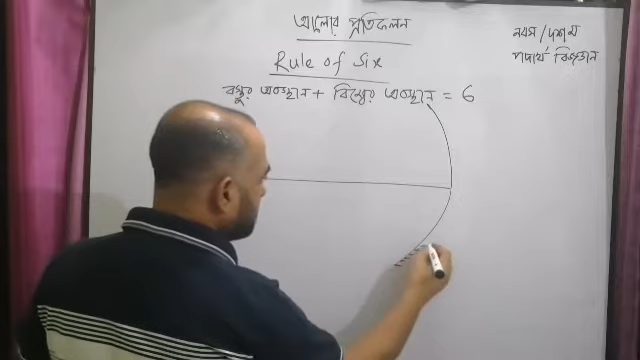 আলোর প্রতিফলন
নবম/দশম
পদার্থ বিজ্ঞান
Rule of Six
বস্তুর অবস্থান + বিম্বের অবস্থান = 6